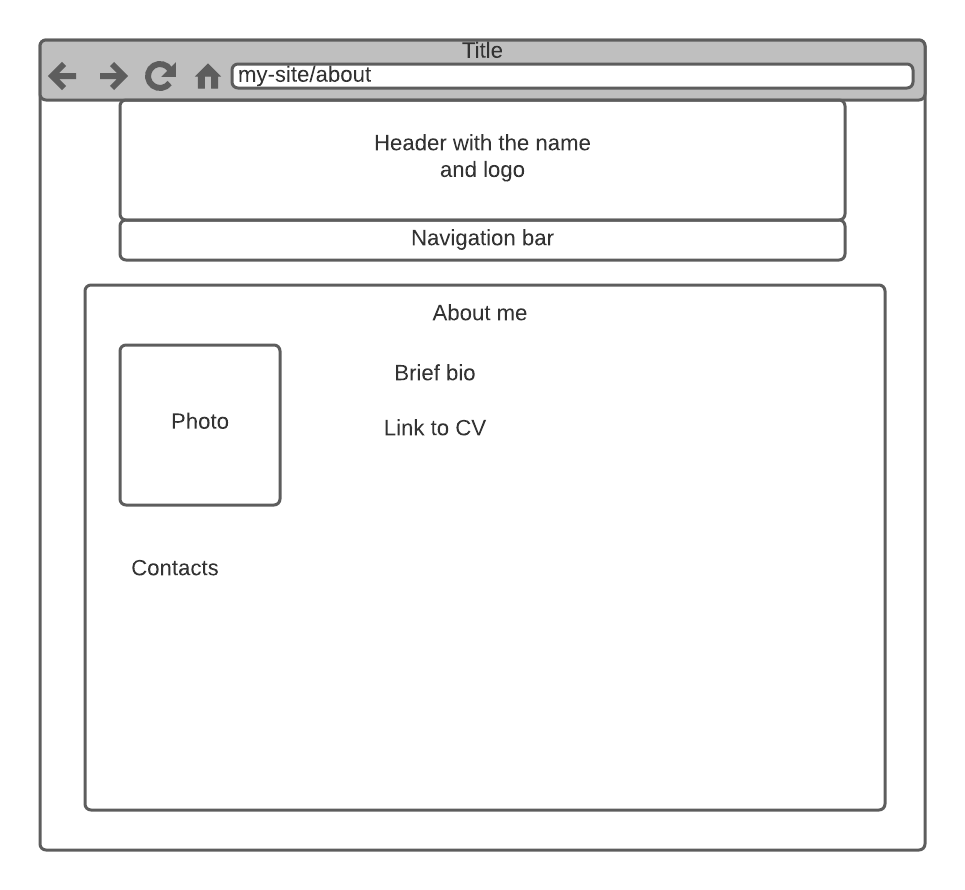 Title
my-site/about
Header with the name
and logo
Navigation bar
About me
Photo
Brief bio
Link to CV
Contacts